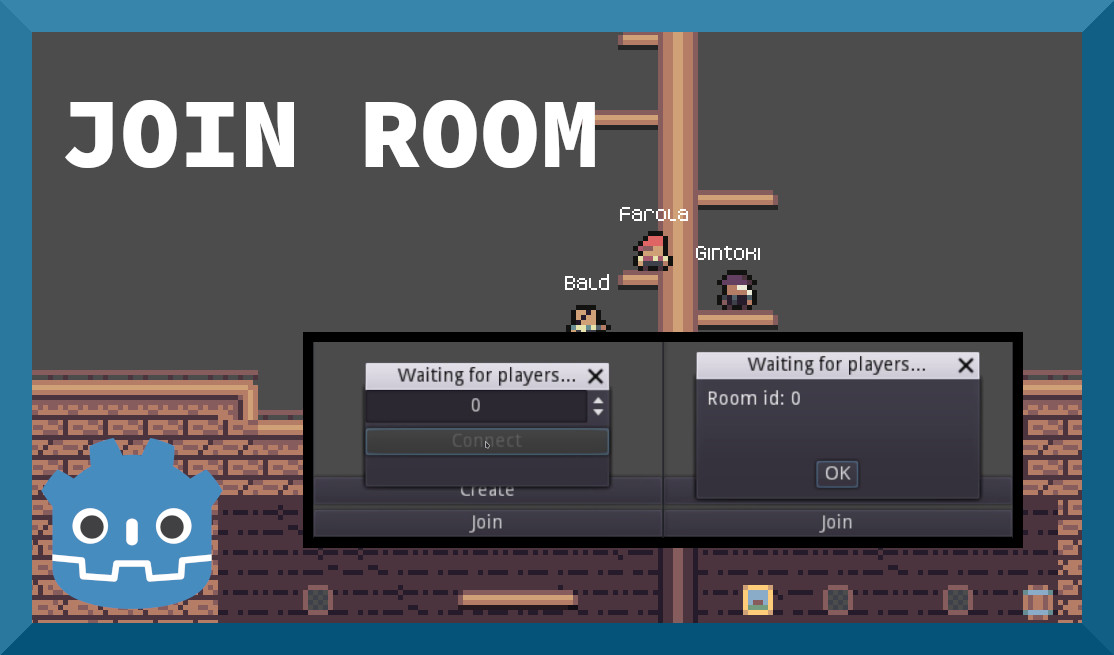 JOIN ROOM
Farola
Gintoki
Bald
Waiting for players...
0
Connect
Create
Join
Waiting for players...
Room id: 0
OK
Join